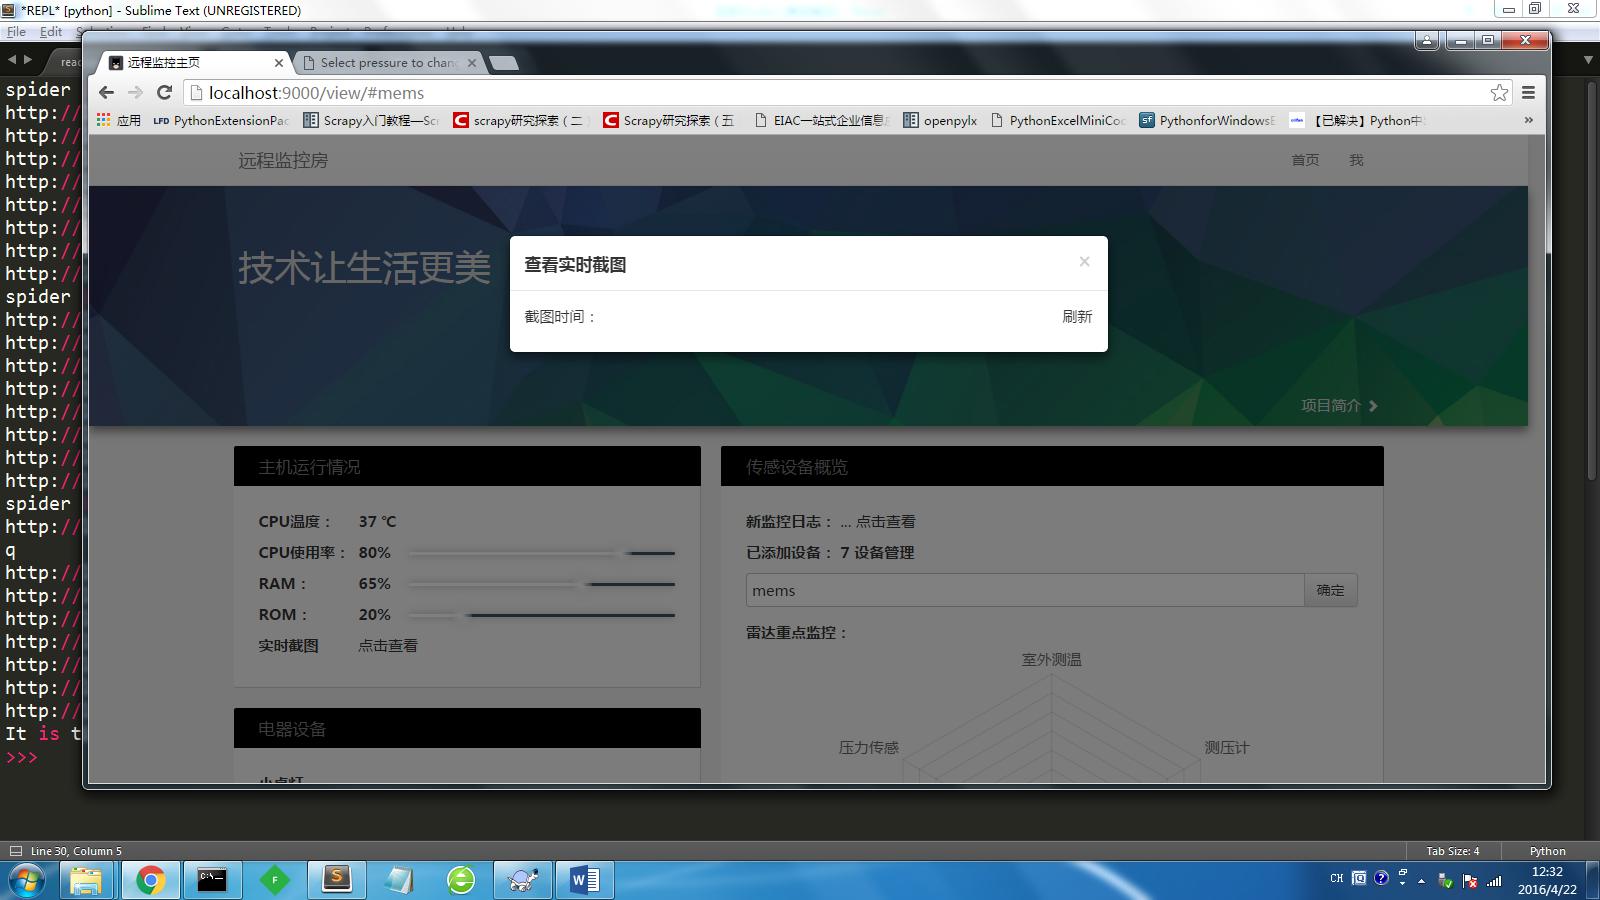 *REPL* [python] - Sublime Text (UNREGISTERED)
File Edit
远程监控主页
Select pressure to chan
localhost:9000/view/#mems
应用 PythonExtensionPac Scrapy入门教程—Scr scrapy研究探索（二 Scrapy研究探索（五 EIAC一站式企业信息 openpylx PythonExcelMiniCoo PythonforWindowsE 【已解决】Python中
远程监控房 首页 我
技术让生活更美
查看实时截图 ×
截图时间： 刷新
项目简介
主机运行情况
CPU温度： 37 ℃
CPU使用率： 80%
RAM： 65%
ROM： 20%
实时截图 点击查看
电器设备
传感设备概览
新监控日志： ... 点击查看
已添加设备： 7 设备管理
mems 确定
雷达重点监控：
室外测温
压力传感 测压计
spider
http://
http://
http://
http://
http://
http://
http://
http://
spider
http://
http://
http://
http://
http://
http://
http://
http://
spider
http://
q
http://
http://
http://
http://
http://
http://
http://
It is t
>>>
Line 30, Column 5 Tab Size: 4 Python
CH 12:32
2016/4/22